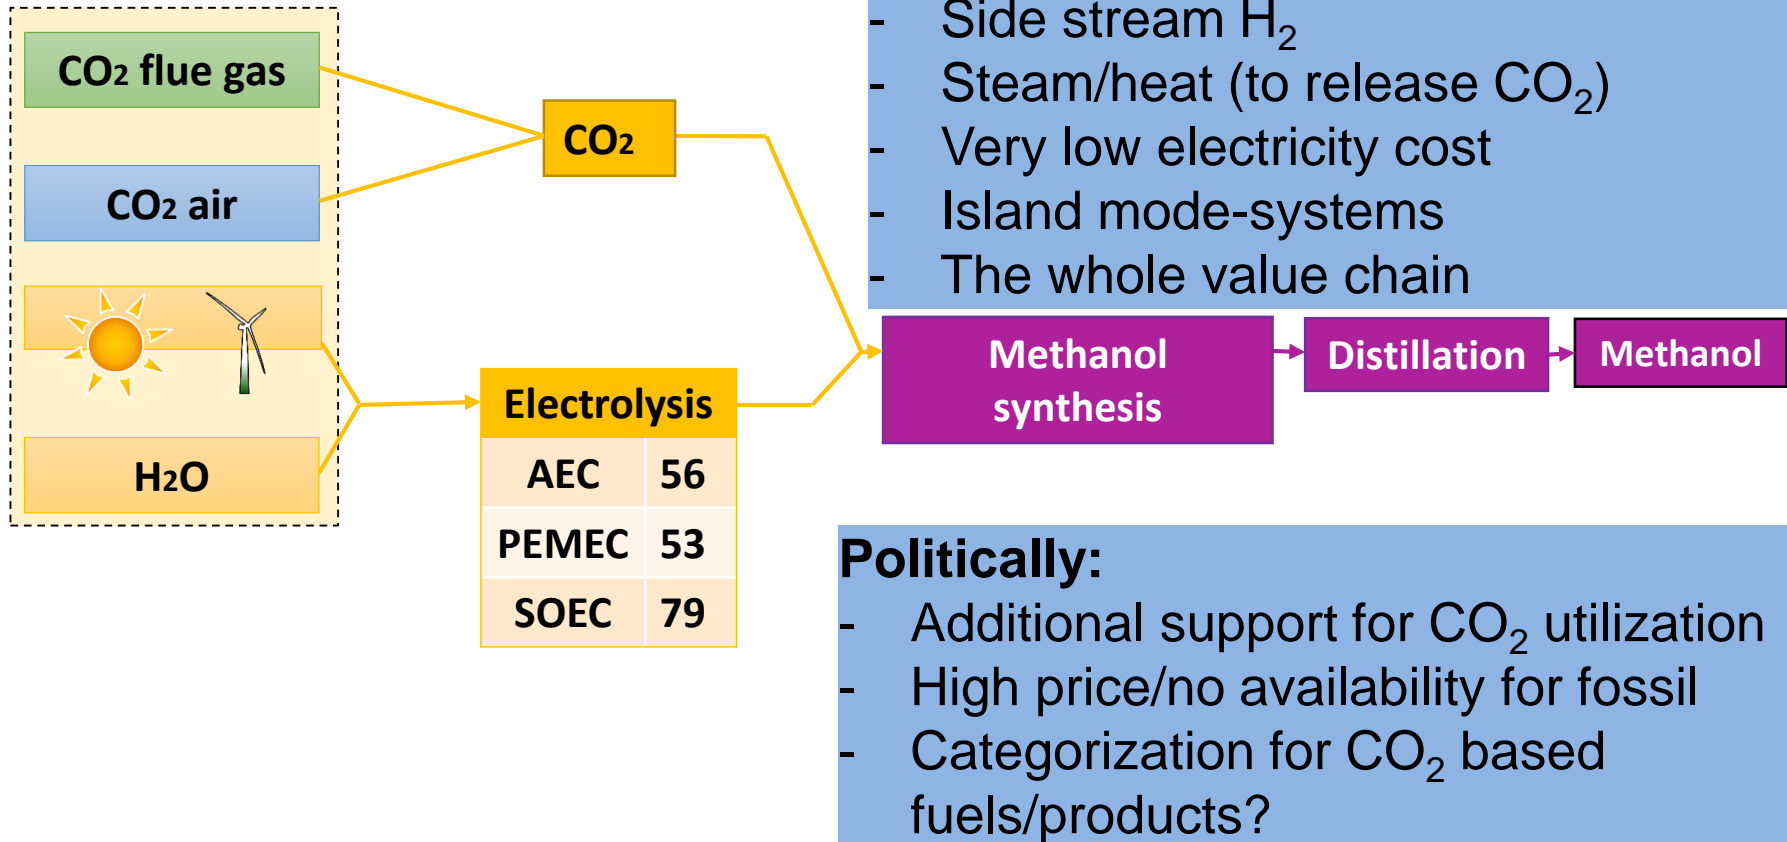 CO2 flue gas
CO2 air
H2O
CO2
Electrolysis
AEC 56
PEMEC 53
SOEC 79
- Side stream H2
- Steam/heat (to release CO2)
- Very low electricity cost
- Island mode-systems
- The whole value chain
Methanol
synthesis
Distillation
Methanol
Politically:
- Additional support for CO2 utilization
- High price/no availability for fossil
- Categorization for CO2 based
fuels/products?